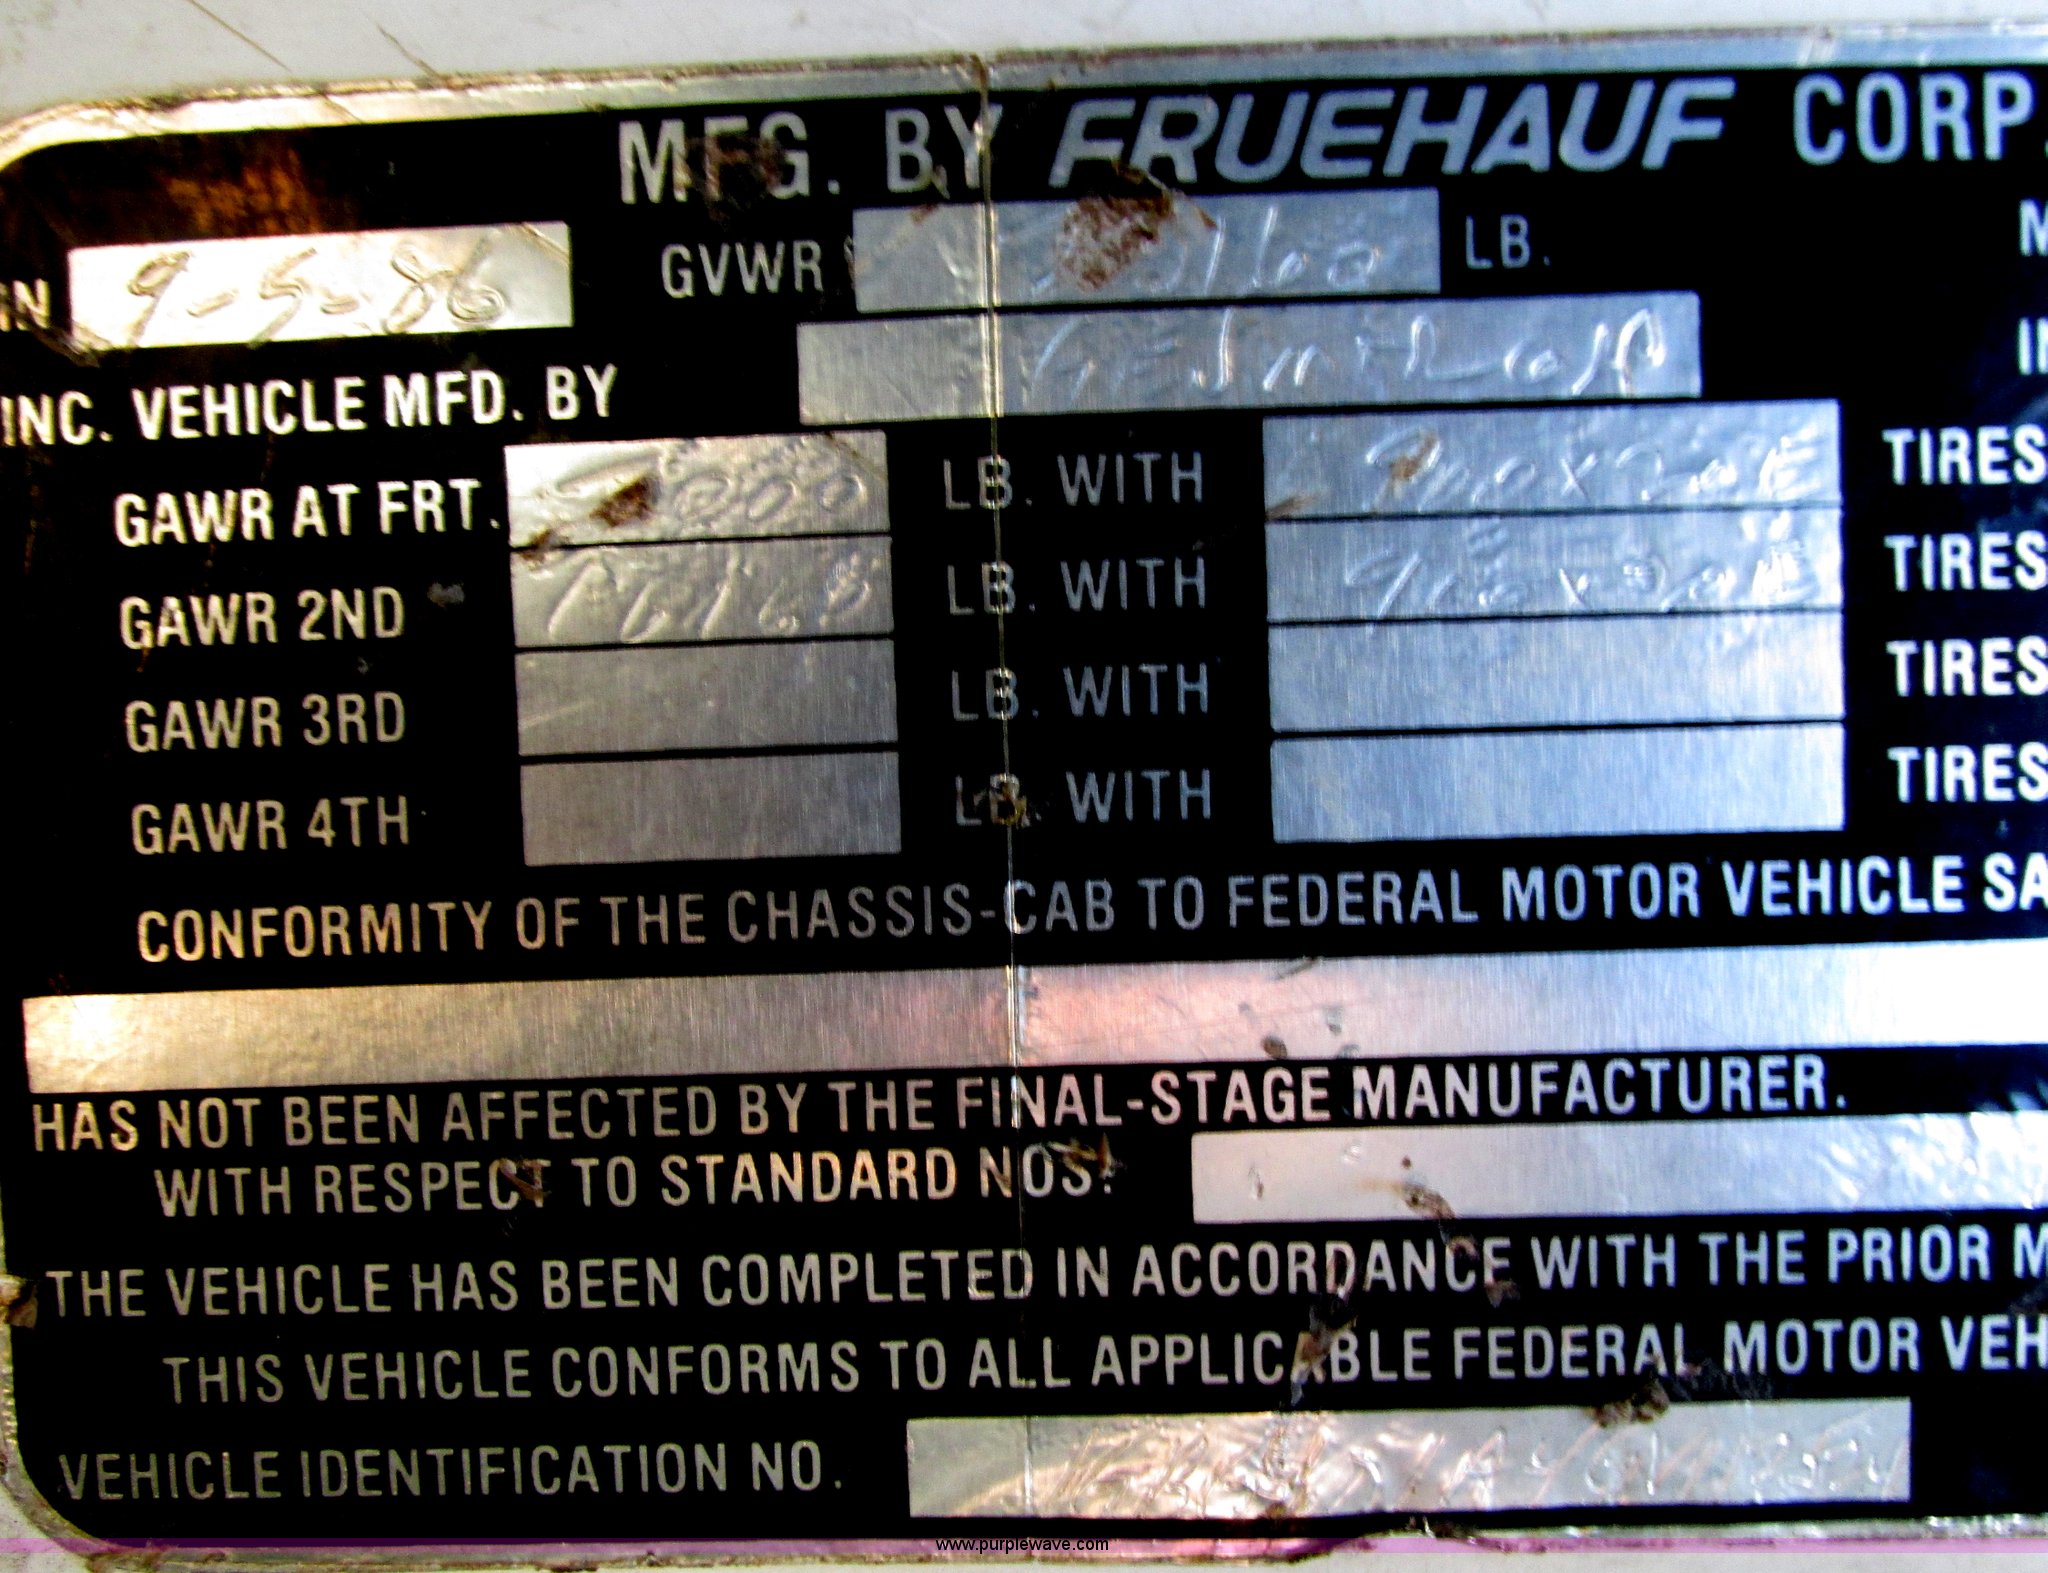 MFG. BY FRUEHAUF CORP.
IN 9-5-86 GVWR LB. M
INC. VEHICLE MFD. BY IN
GAWR AT FRT. LB. WITH 900x20E TIRES
GAWR 2ND LB. WITH 900x20E TIRES
GAWR 3RD LB. WITH TIRES
GAWR 4TH LB. WITH TIRES
CONFORMITY OF THE CHASSIS-CAB TO FEDERAL MOTOR VEHICLE SA
HAS NOT BEEN AFFECTED BY THE FINAL-STAGE MANUFACTURER.
WITH RESPECT TO STANDARD NOS:
THE VEHICLE HAS BEEN COMPLETED IN ACCORDANCE WITH THE PRIOR M
THIS VEHICLE CONFORMS TO ALL APPLICABLE FEDERAL MOTOR VEH
VEHICLE IDENTIFICATION NO.
www.purplewave.com